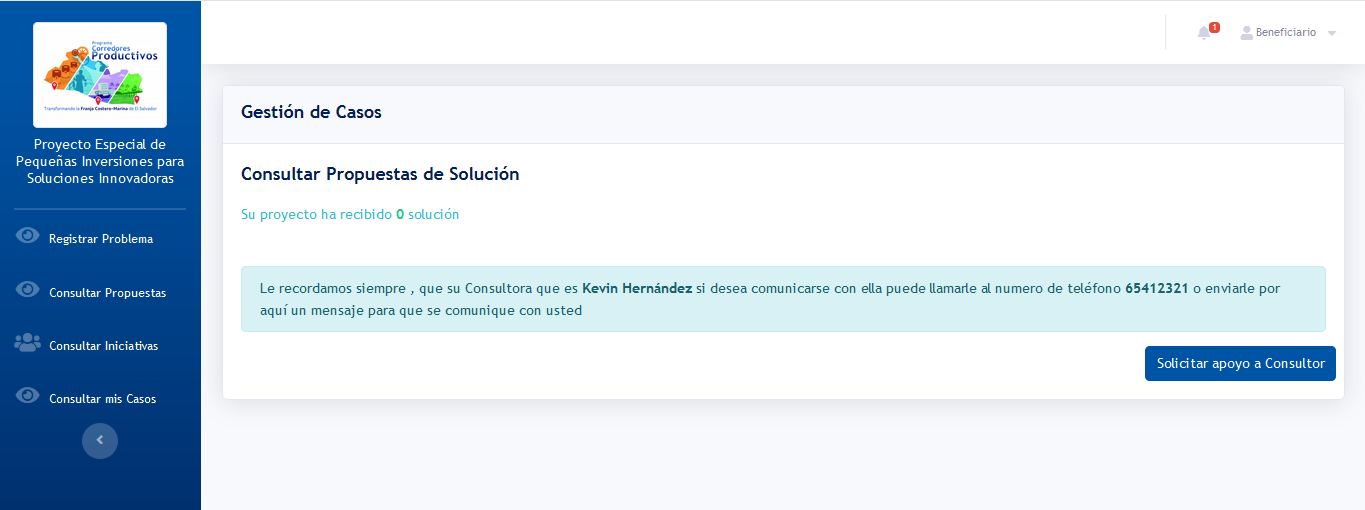 Programa
Corredores
Productivos
Transformando la Franja Costero-Marina de El Salvador
Proyecto Especial de
Pequeñas Inversiones para
Soluciones Innovadoras
Registrar Problema
Consultar Propuestas
Consultar Iniciativas
Consultar mis Casos
1
Beneficiario
Gestión de Casos
Consultar Propuestas de Solución
Su proyecto ha recibido 0 solución
Le recordamos siempre , que su Consultora que es Kevin Hernández si desea comunicarse con ella puede llamarle al numero de teléfono 65412321 o enviarle por
aquí un mensaje para que se comunique con usted
Solicitar apoyo a Consultor